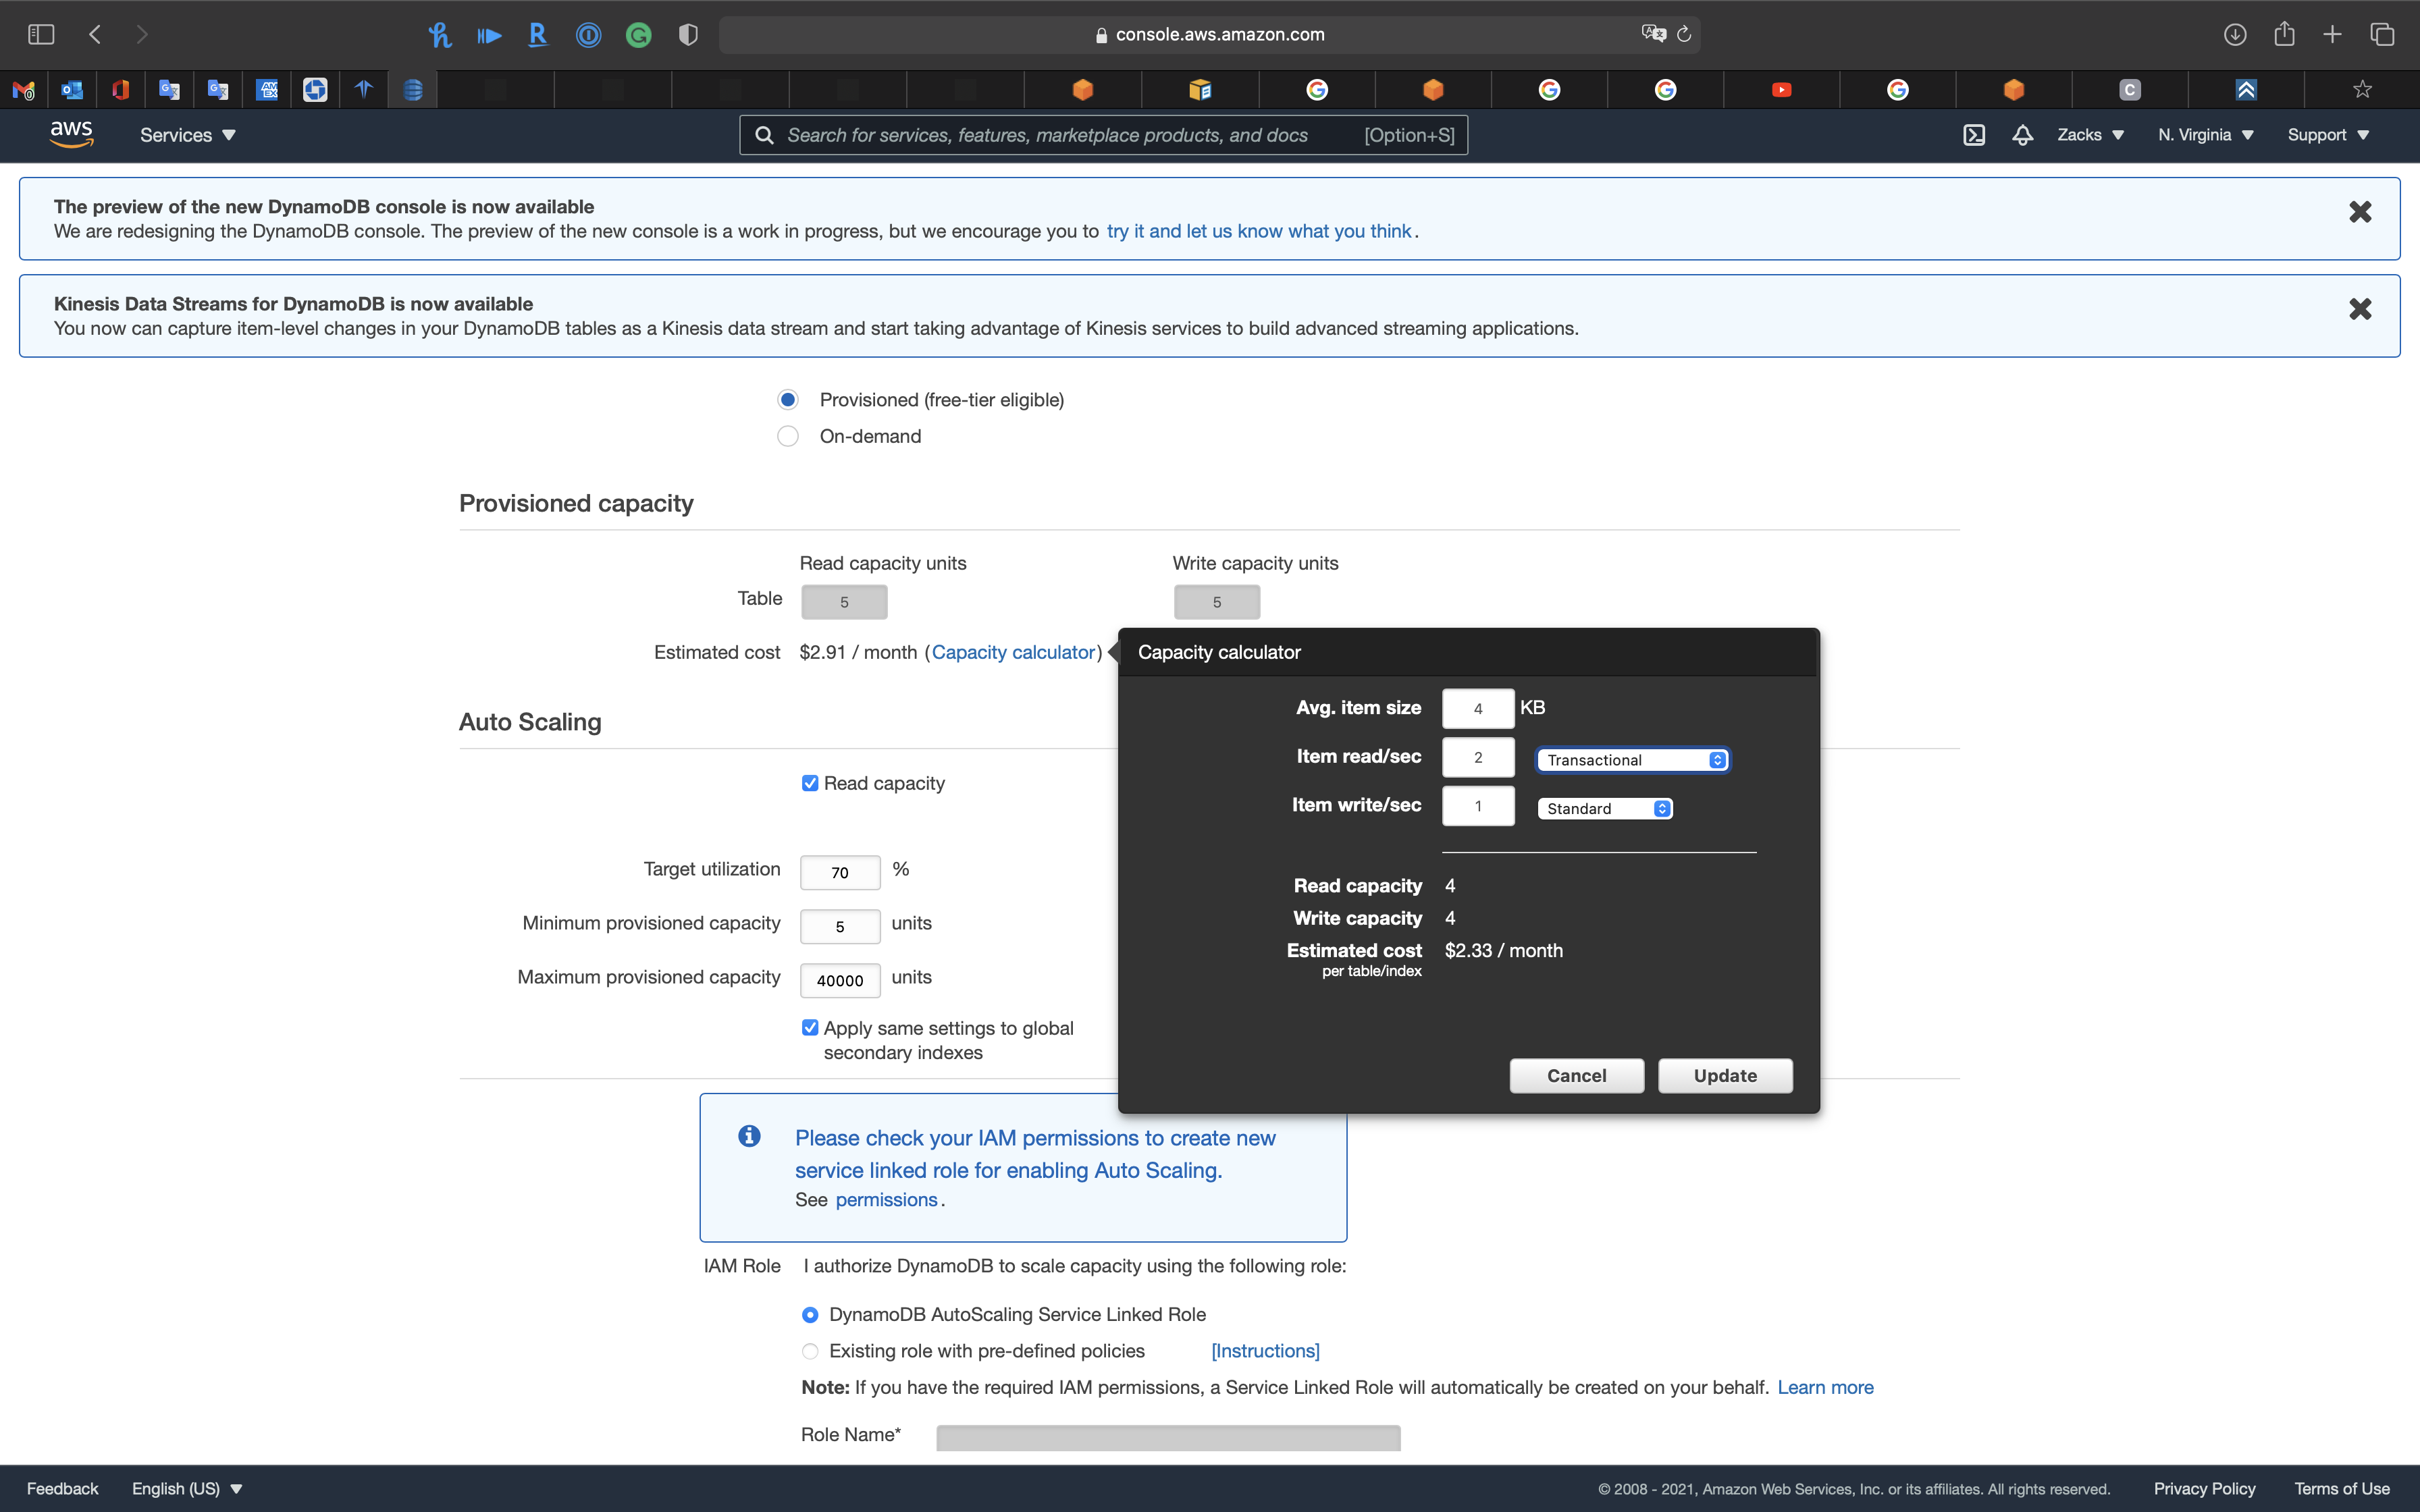 console.aws.amazon.com
aws
Services
Search for services, features, marketplace products, and docs [Option+S]
Zacks
N. Virginia
Support
The preview of the new DynamoDB console is now available
We are redesigning the DynamoDB console. The preview of the new console is a work in progress, but we encourage you to try it and let us know what you think.
Kinesis Data Streams for DynamoDB is now available
You now can capture item-level changes in your DynamoDB tables as a Kinesis data stream and start taking advantage of Kinesis services to build advanced streaming applications.
Provisioned (free-tier eligible)
On-demand
Provisioned capacity
Read capacity units Write capacity units
Table 5 5
Estimated cost $2.91 / month (Capacity calculator)
Capacity calculator
Avg. item size 4 KB
Item read/sec 2 Transactional
Item write/sec 1 Standard
Read capacity 4
Write capacity 4
Estimated cost $2.33 / month
per table/index
Cancel Update
Auto Scaling
Read capacity
Target utilization 70 %
Minimum provisioned capacity 5 units
Maximum provisioned capacity 40000 units
Apply same settings to global
secondary indexes
Please check your IAM permissions to create new
service linked role for enabling Auto Scaling.
See permissions.
IAM Role I authorize DynamoDB to scale capacity using the following role:
DynamoDB AutoScaling Service Linked Role
Existing role with pre-defined policies [Instructions]
Note: If you have the required IAM permissions, a Service Linked Role will automatically be created on your behalf. Learn more
Role Name*
Feedback English (US) © 2008 - 2021, Amazon Web Services, Inc. or its affiliates. All rights reserved. Privacy Policy Terms of Use